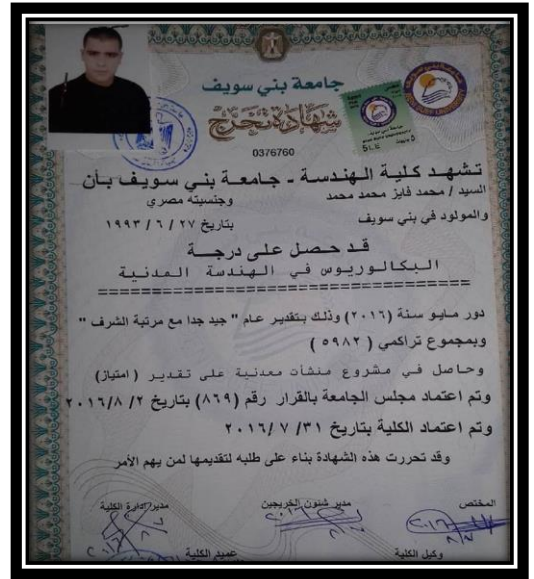 جامعة بني سويف
شهادة تخرج
0376760
تشهد كلية الهندسة - جامعة بني سويف بأن
السيد / محمد فايز محمد محمد وجنسيته مصري
والمولود في بني سويف بتاريخ ٢٧ / ٦ / ١٩٩٣
قد حصل على درجة
البكالوريوس في الهندسة المدنية
دور مايو سنة (٢٠١٦) وذلك بتقدير عام " جيد جدا مع مرتبة الشرف "
وبمجموع تراكمي ( ٥٩٨٢ )
وحاصل في مشروع منشآت معدنية على تقدير ( امتياز)
وتم اعتماد مجلس الجامعة بالقرار رقم (٨٦٩) بتاريخ ٢ /٢٠١٦/٨
وتم اعتماد الكلية بتاريخ ٣١/ ٧ /٢٠١٦
وقد تحررت هذه الشهادة بناء على طلبه لتقديمها لمن يهم الأمر
المختص مدير شئون الخريجين مدير إدارة الكلية
وكيل الكلية عميد الكلية